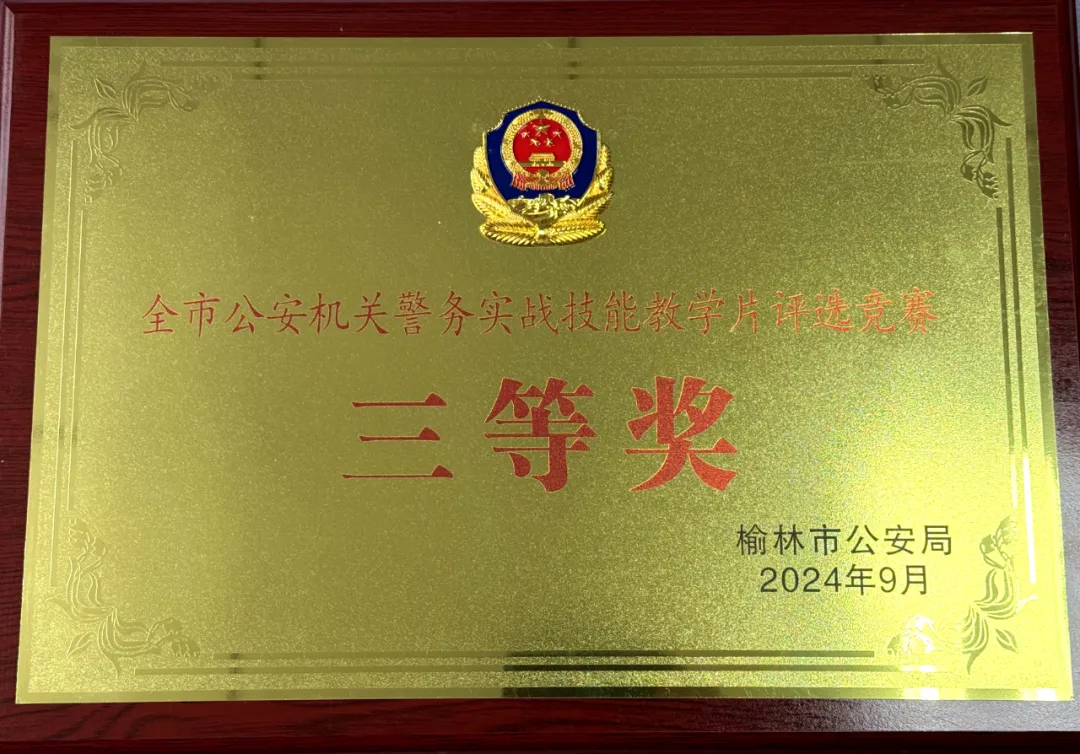 全市公安机关警务实战技能教学片评选竞赛
三等奖
榆林市公安局
2024年9月